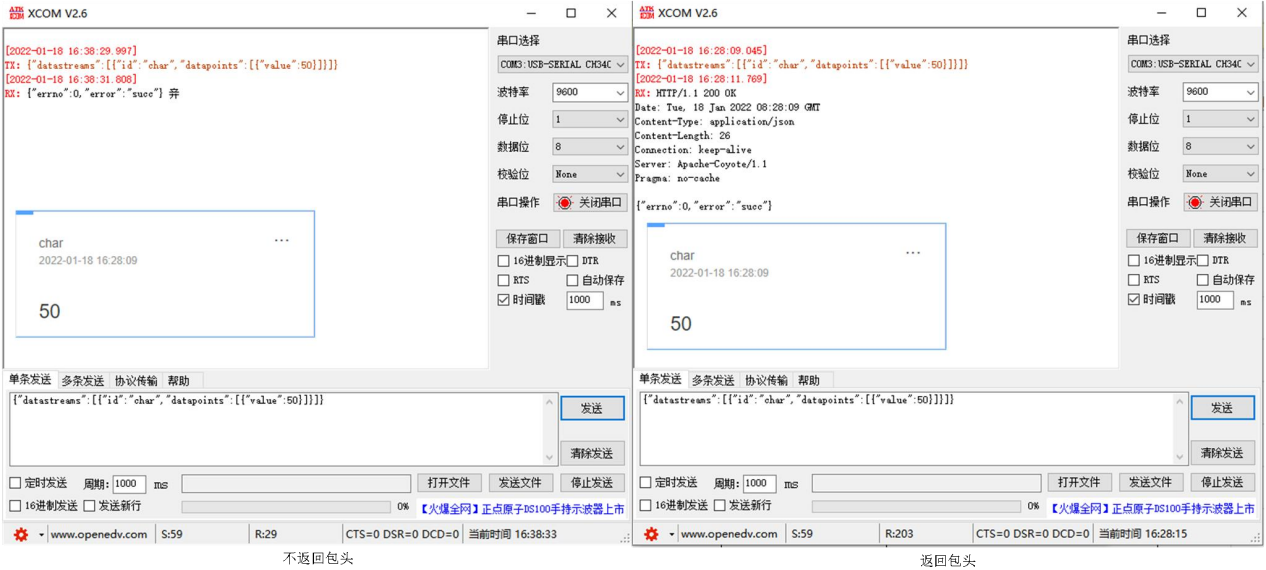 ATK
XCOM XCOM V2.6
[2022-01-18 16:38:29.997]
TX: {"datastreams":[{"id":"char","datapoints":[{"value":50}]}]}
[2022-01-18 16:38:31.808]
RX: {"errno":0,"error":"succ"} 弃
char
2022-01-18 16:28:09
50
串口选择
COM3:USB-SERIAL CH340
波特率 9600
停止位 1
数据位 8
校验位 None
串口操作 关闭串口
保存窗口 清除接收
16进制显示 DTR
RTS 自动保存
时间戳 1000 ms
单条发送 多条发送 协议传输 帮助
{"datastreams":[{"id":"char","datapoints":[{"value":50}]}]}
发送
清除发送
定时发送 周期: 1000 ms 打开文件 发送文件 停止发送
16进制发送 发送新行 0% 【火爆全网】正点原子DS100手持示波器上市
www.openedv.com S:59 R:29 CTS=0 DSR=0 DCD=0 当前时间 16:38:33
不返回包头
ATK
XCOM XCOM V2.6
[2022-01-18 16:28:09.045]
TX: {"datastreams":[{"id":"char","datapoints":[{"value":50}]}]}
[2022-01-18 16:28:11.769]
RX: HTTP/1.1 200 OK
Date: Tue, 18 Jan 2022 08:28:09 GMT
Content-Type: application/json
Content-Length: 26
Connection: keep-alive
Server: Apache-Coyote/1.1
Pragma: no-cache
{"errno":0,"error":"succ"}
char
2022-01-18 16:28:09
50
串口选择
COM3:USB-SERIAL CH340
波特率 9600
停止位 1
数据位 8
校验位 None
串口操作 关闭串口
保存窗口 清除接收
16进制显示 DTR
RTS 自动保存
时间戳 1000 ms
单条发送 多条发送 协议传输 帮助
{"datastreams":[{"id":"char","datapoints":[{"value":50}]}]}
发送
清除发送
定时发送 周期: 1000 ms 打开文件 发送文件 停止发送
16进制发送 发送新行 0% 【火爆全网】正点原子DS100手持示波器上市
www.openedv.com S:59 R:203 CTS=0 DSR=0 DCD=0 当前时间 16:28:15
返回包头